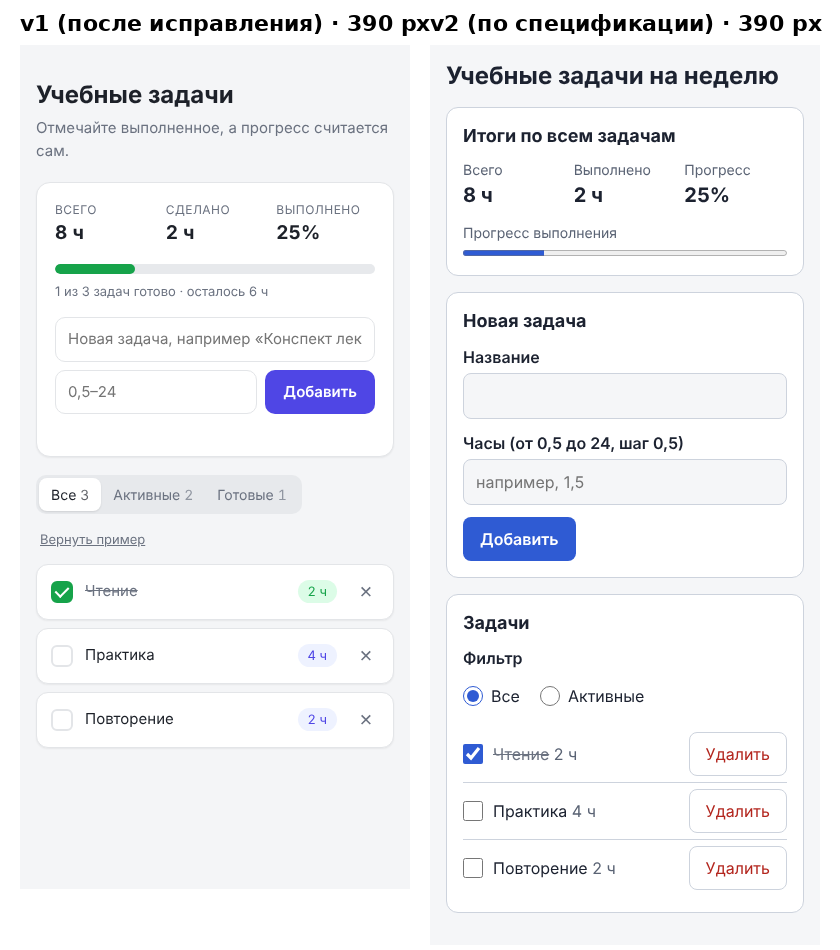 v1 (после исправления) · 390 px
Учебные задачи
Отмечайте выполненное, а прогресс считается
сам.
ВСЕГО СДЕЛАНО ВЫПОЛНЕНО
8 ч 2 ч 25%
1 из 3 задач готово · осталось 6 ч
Новая задача, например «Конспект лек
0,5–24 Добавить
Все 3 Активные 2 Готовые 1
Вернуть пример
Чтение 2 ч ✕
Практика 4 ч ✕
Повторение 2 ч ✕
v2 (по спецификации) · 390 px
Учебные задачи на неделю
Итоги по всем задачам
Всего Выполнено Прогресс
8 ч 2 ч 25%
Прогресс выполнения
Новая задача
Название
Часы (от 0,5 до 24, шаг 0,5)
например, 1,5
Добавить
Задачи
Фильтр
Все Активные
Чтение 2 ч Удалить
Практика 4 ч Удалить
Повторение 2 ч Удалить